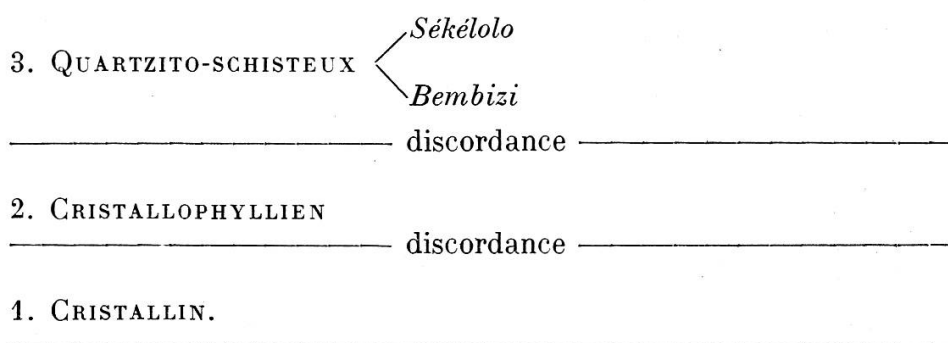 Sékélolo
3. QUARTZITO-SCHISTEUX
Bembizi
discordance
2. CRISTALLOPHYLLIEN
discordance
1. CRISTALLIN.